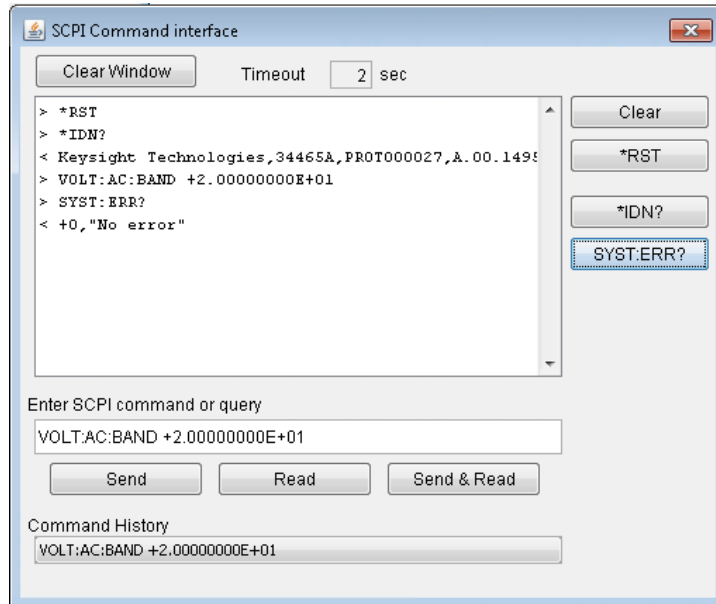 SCPI Command interface
Clear Window
Timeout 2 sec
> *RST
> *IDN?
< Keysight Technologies,34465A,PROT000027,A.00.1495
> VOLT:AC:BAND +2.00000000E+01
> SYST:ERR?
< +0,"No error"
Clear
*RST
*IDN?
SYST:ERR?
Enter SCPI command or query
VOLT:AC:BAND +2.00000000E+01
Send
Read
Send & Read
Command History
VOLT:AC:BAND +2.00000000E+01